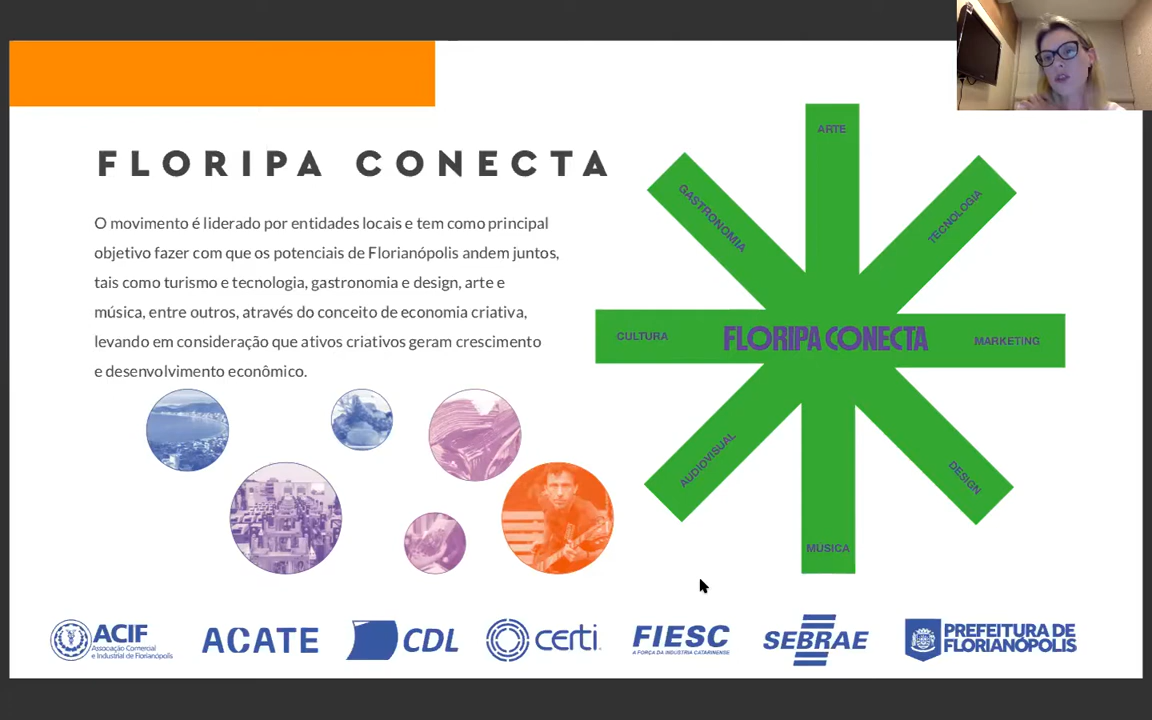 FLORIPA CONECTA
O movimento é liderado por entidades locais e tem como principal
objetivo fazer com que os potenciais de Florianópolis andem juntos,
tais como turismo e tecnologia, gastronomia e design, arte e
música, entre outros, através do conceito de economia criativa,
levando em consideração que ativos criativos geram crescimento
e desenvolvimento econômico.
ARTE
GASTRONOMIA
TECNOLOGIA
CULTURA
FLORIPA CONECTA
MARKETING
AUDIOVISUAL
DESIGN
MÚSICA
ACIF
Associação Comercial
e Industrial de Florianópolis
ACATE
CDL
CERTI
FIESC
A FORÇA DA INDÚSTRIA CATARINENSE
SEBRAE
PREFEITURA DE
FLORIANÓPOLIS